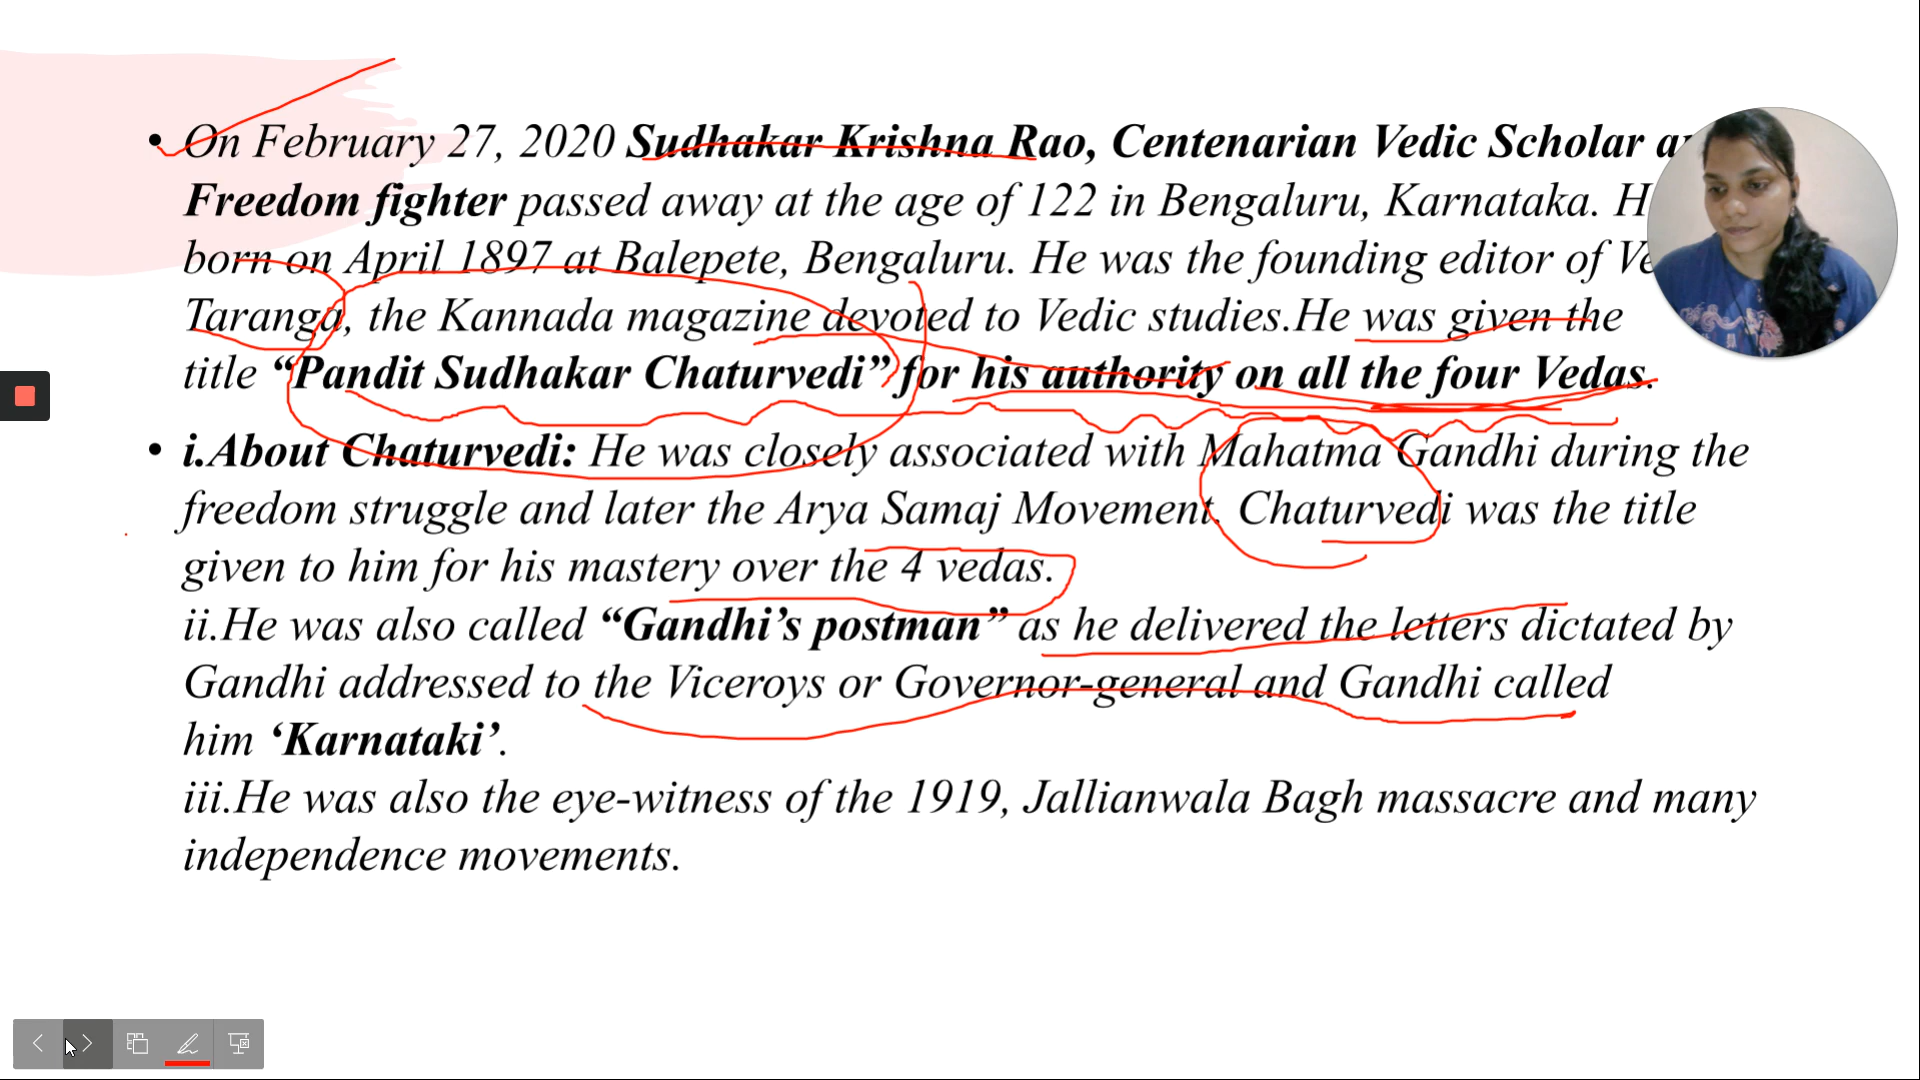 • On February 27, 2020 Sudhakar Krishna Rao, Centenarian Vedic Scholar
Freedom fighter passed away at the age of 122 in Bengaluru, Karnataka.
born on April 1897 at Balepete, Bengaluru. He was the founding editor of
Taranga, the Kannada magazine devoted to Vedic studies.He was given the
title “Pandit Sudhakar Chaturvedi” for his authority on all the four Vedas.
• i.About Chaturvedi: He was closely associated with Mahatma Gandhi during the
freedom struggle and later the Arya Samaj Movement. Chaturvedi was the title
given to him for his mastery over the 4 vedas.
ii.He was also called “Gandhi’s postman” as he delivered the letters dictated by
Gandhi addressed to the Viceroys or Governor-general and Gandhi called
him ‘Karnataki’.
iii.He was also the eye-witness of the 1919, Jallianwala Bagh massacre and many
independence movements.